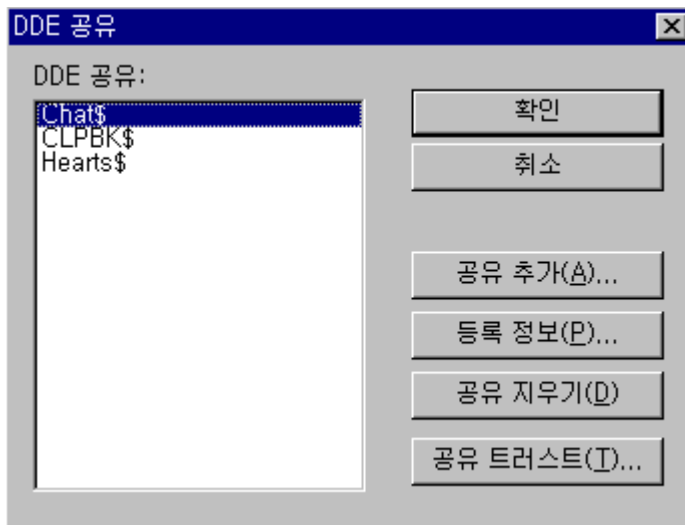 DDE 공유
DDE 공유:
Chat$
CLPBK$
Hearts$
확인
취소
공유 추가(A)...
등록 정보(P)...
공유 지우기(D)
공유 트러스트(T)...